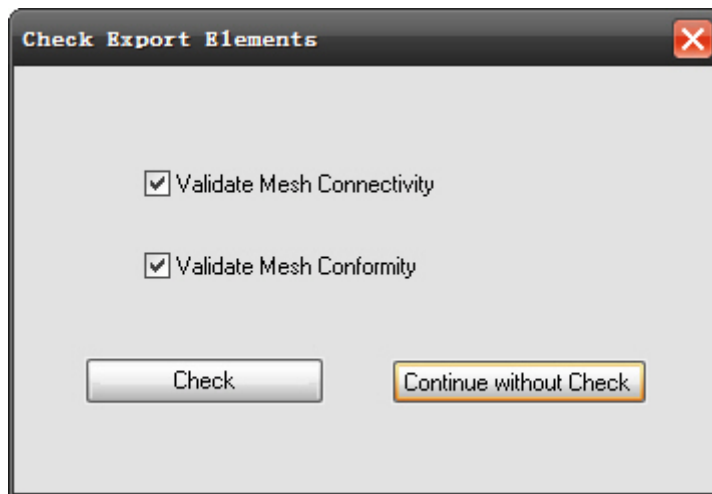 Check Export Elements
Validate Mesh Connectivity
Validate Mesh Conformity
Check
Continue without Check